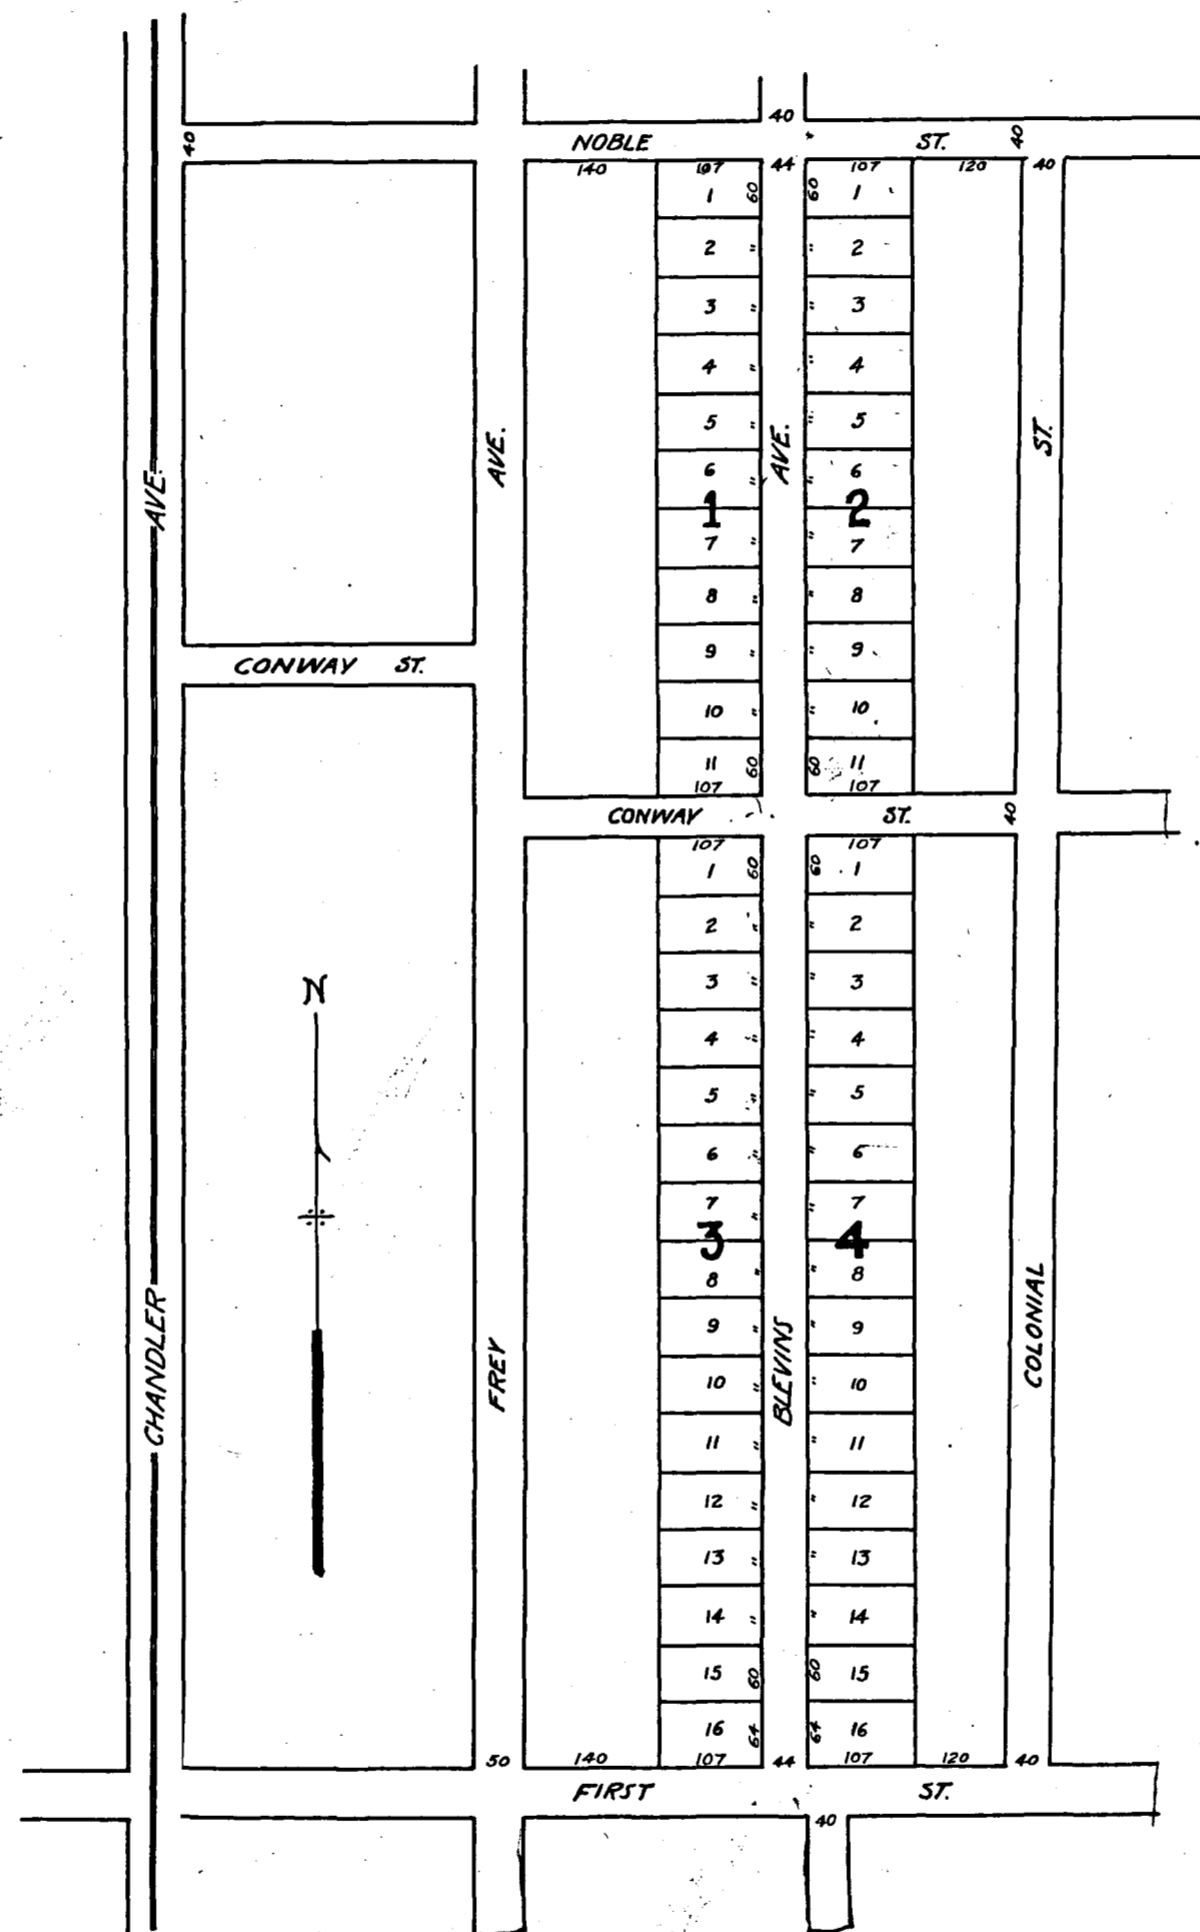 40
40
NOBLE ST.
40
140 107 44 107 120 40
1 60 60 1
2 " " 2
3 " " 3
4 " " 4
5 " " 5
6 " " 6
1 2
7 " " 7
8 " " 8
9 " " 9
10 " " 10
11 60 60 11
107 107
AVE.
AVE.
AVE.
ST.
CONWAY ST.
CONWAY ST.
40
107 107
1 60 60 1
2 " " 2
3 " " 3
4 " " 4
5 " " 5
6 " " 6
7 " " 7
3 4
8 " " 8
9 " " 9
10 " " 10
11 " " 11
12 " " 12
13 " " 13
14 " " 14
15 60 60 15
16 64 64 16
N
CHANDLER
FREY
BLEVINS
COLONIAL
50 140 107 44 107 120 40
FIRST ST.
40